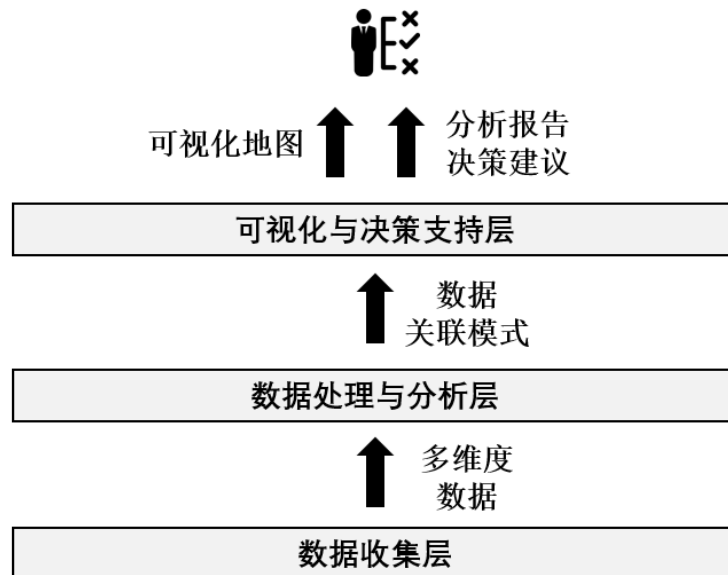 可视化地图
分析报告
决策建议
可视化与决策支持层
数据
关联模式
数据处理与分析层
多维度
数据
数据收集层